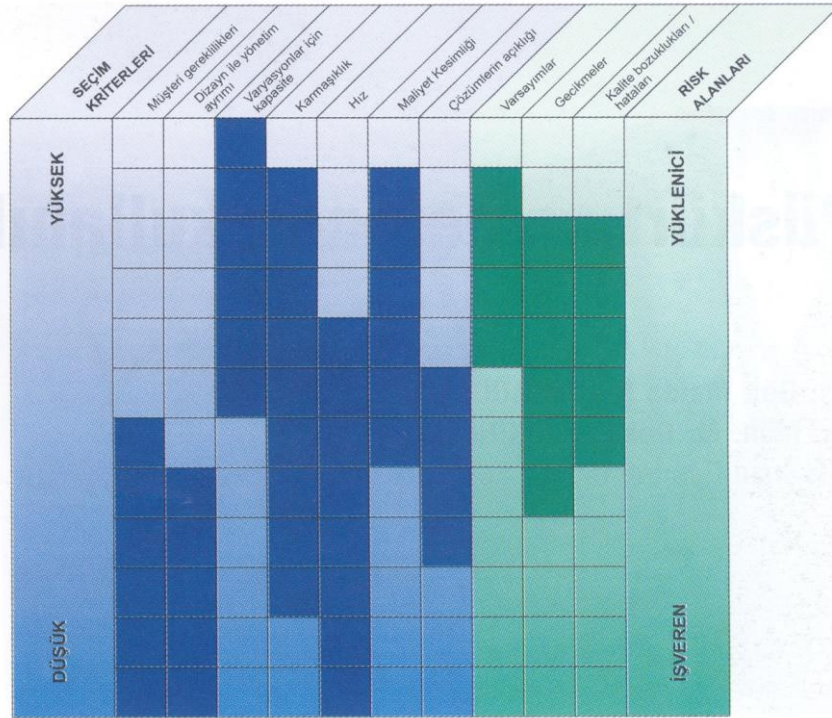 SEÇİM
KRİTERLERİ
Müşteri gereklilikleri
Dizayn ile yönetim
ayrımı
Varyasyonlar için
kapasite
Karmaşıklık
Hız
Maliyet Kesimliği
Çözümlerin açıklığı
Varsayımlar
Gecikmeler
Kalite bozuklukları /
hataları
RİSK
ALANLARI
YÜKSEK
DÜŞÜK
YÜKLENİCİ
İŞVEREN